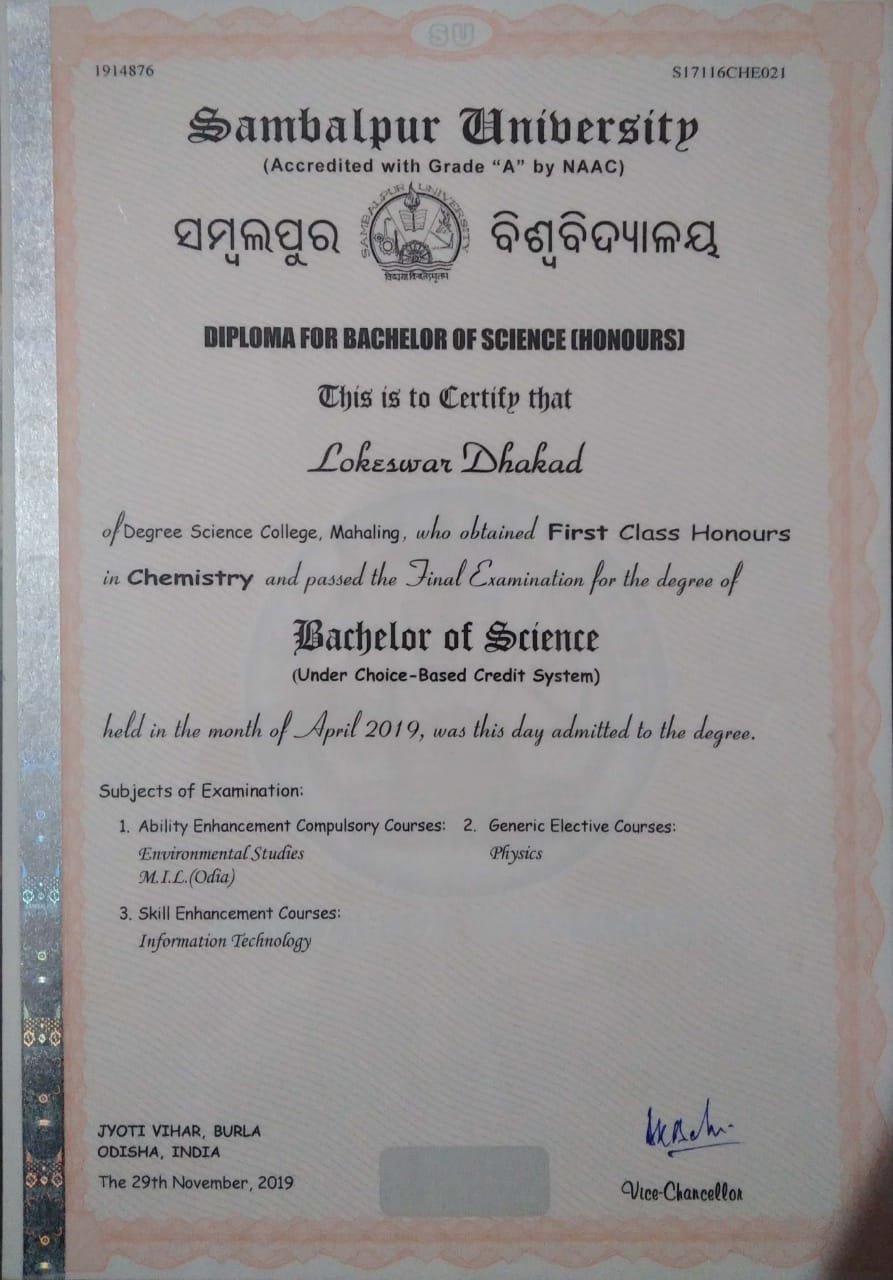 SU
1914876 S17116CHE021
Sambalpur University
(Accredited with Grade “A” by NAAC)
ସମ୍ବଲପୁର ବିଶ୍ୱବିଦ୍ୟାଳୟ
SAMBALPUR UNIVERSITY
DIPLOMA FOR BACHELOR OF SCIENCE (HONOURS)
This is to Certify that
Lokeswar Dhakad
of Degree Science College, Mahaling, who obtained First Class Honours
in Chemistry and passed the Final Examination for the degree of
Bachelor of Science
(Under Choice-Based Credit System)
held in the month of April 2019, was this day admitted to the degree.
Subjects of Examination:
1. Ability Enhancement Compulsory Courses: 2. Generic Elective Courses:
Environmental Studies Physics
M.I.L.(Odia)
3. Skill Enhancement Courses:
Information Technology
JYOTI VIHAR, BURLA
ODISHA, INDIA
The 29th November, 2019
Vice-Chancellor